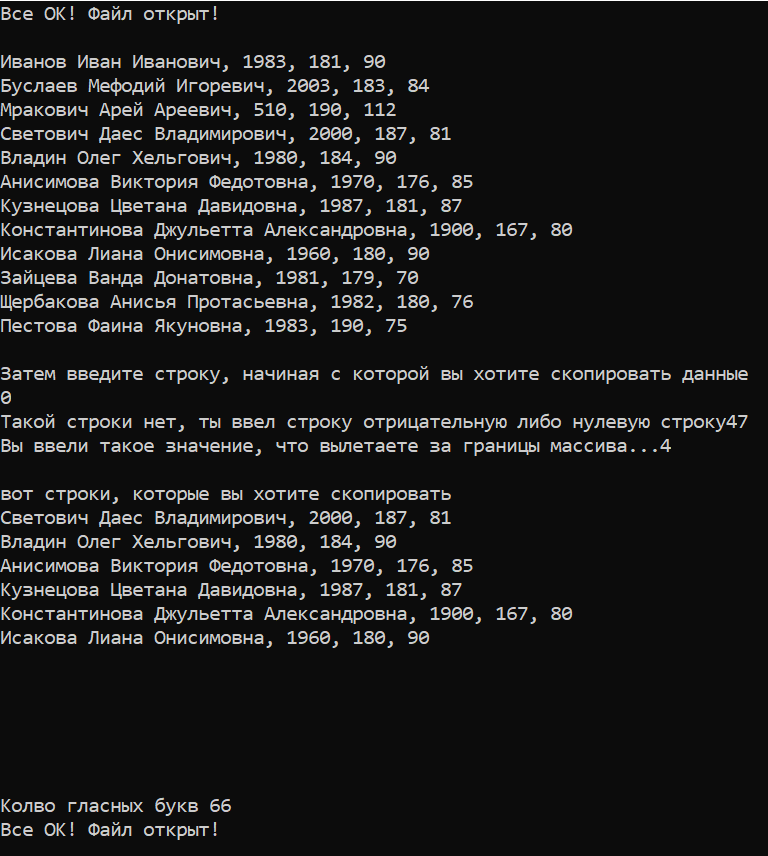 Все ОК! Файл открыт!
Иванов Иван Иванович, 1983, 181, 90
Буслаев Мефодий Игоревич, 2003, 183, 84
Мракович Арей Ареевич, 510, 190, 112
Светович Даес Владимирович, 2000, 187, 81
Владин Олег Хельгович, 1980, 184, 90
Анисимова Виктория Федотовна, 1970, 176, 85
Кузнецова Цветана Давидовна, 1987, 181, 87
Константинова Джульетта Александровна, 1900, 167, 80
Исакова Лиана Онисимовна, 1960, 180, 90
Зайцева Ванда Донатовна, 1981, 179, 70
Щербакова Анисья Протасьевна, 1982, 180, 76
Пестова Фаина Якуновна, 1983, 190, 75
Затем введите строку, начиная с которой вы хотите скопировать данные
0
Такой строки нет, ты ввел строку отрицательную либо нулевую строку47
Вы ввели такое значение, что вылетаете за границы массива...4
вот строки, которые вы хотите скопировать
Светович Даес Владимирович, 2000, 187, 81
Владин Олег Хельгович, 1980, 184, 90
Анисимова Виктория Федотовна, 1970, 176, 85
Кузнецова Цветана Давидовна, 1987, 181, 87
Константинова Джульетта Александровна, 1900, 167, 80
Исакова Лиана Онисимовна, 1960, 180, 90
Колво гласных букв 66
Все ОК! Файл открыт!